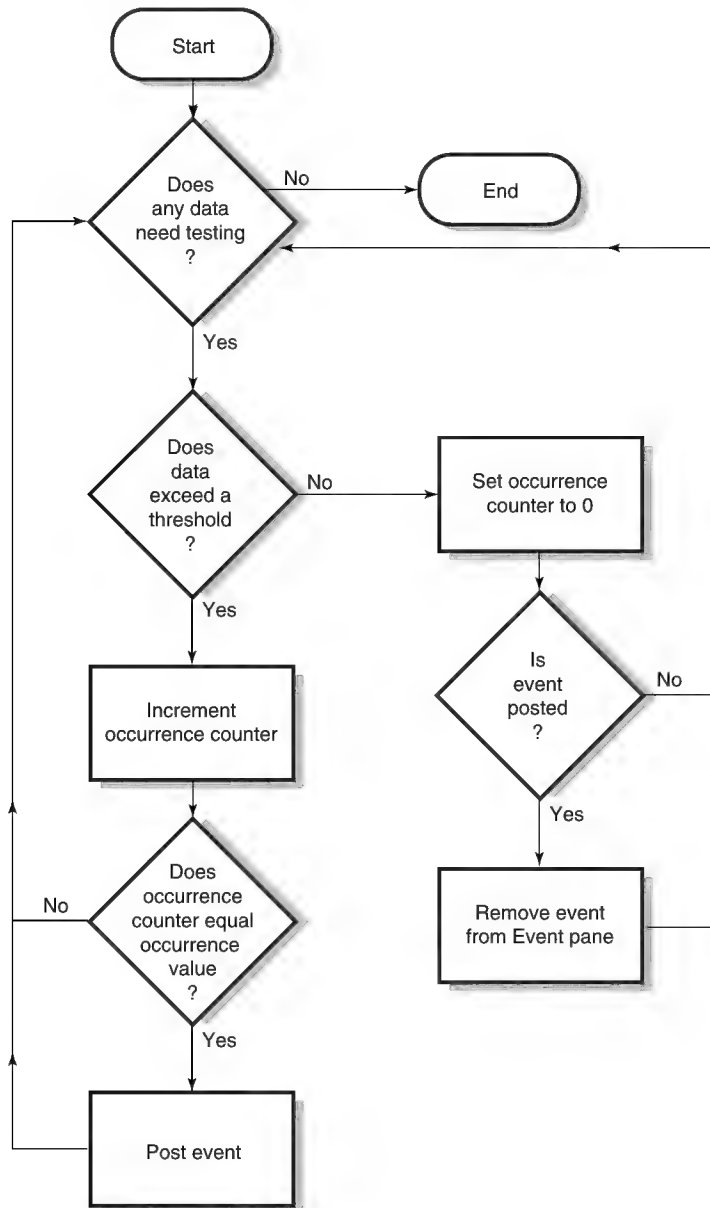 Start
Does
any data
need testing
?
No
End
Yes
Does
data
exceed a
threshold
?
No
Set occurrence
counter to 0
Yes
Is
event
posted
?
No
Increment
occurrence counter
Yes
Does
occurrence
counter equal
occurrence
value
?
No
Remove event
from Event pane
Yes
Post event